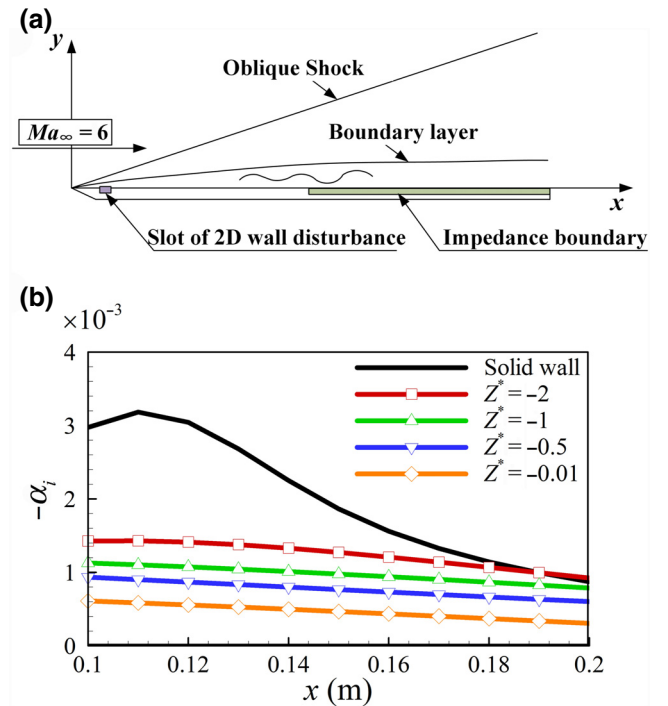 (a)
y
Oblique Shock
Ma∞ = 6
Boundary layer
x
Slot of 2D wall disturbance
Impedance boundary
(b)
×10⁻³
4
3
2
1
0
-αᵢ
Solid wall
Z* = −2
Z* = −1
Z* = −0.5
Z* = −0.01
0.1 0.12 0.14 0.16 0.18 0.2
x (m)